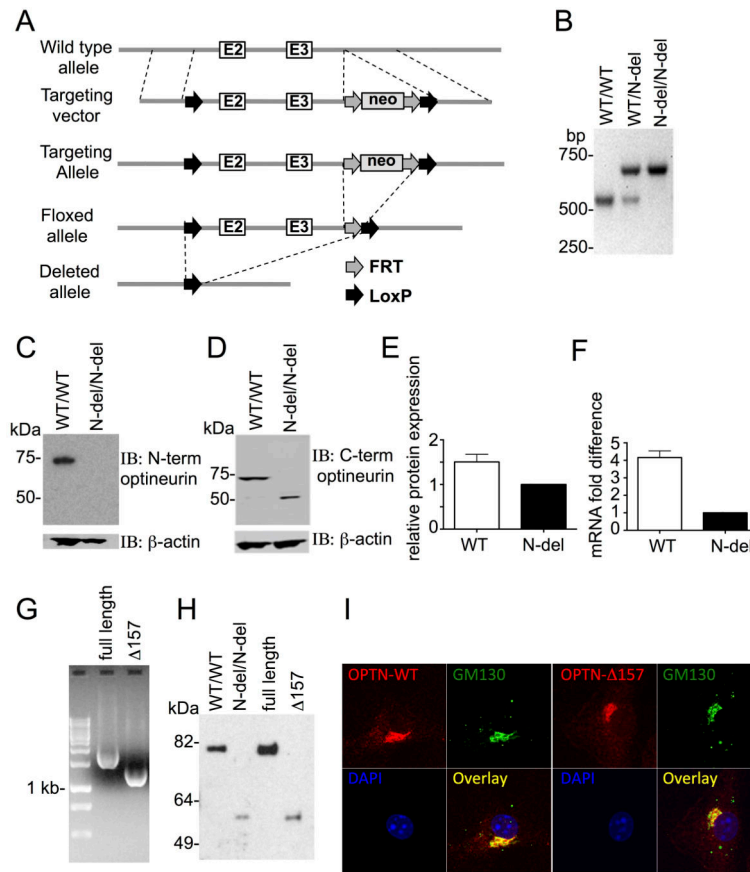 A
Wild type
allele
E2
E3
Targeting
vector
E2
E3
neo
Targeting
Allele
E2
E3
neo
Floxed
allele
E2
E3
Deleted
allele
FRT
LoxP
B
WT/WT
WT/N-del
N-del/N-del
bp
750-
500-
250-
C
WT/WT
N-del/N-del
kDa
75-
50-
IB: N-term
optineurin
IB: β-actin
D
WT/WT
N-del/N-del
kDa
75-
50-
IB: C-term
optineurin
IB: β-actin
E
relative protein expression
2
1
0
WT
N-del
F
mRNA fold difference
5
4
3
2
1
0
WT
N-del
G
full length
Δ157
1 kb-
H
WT/WT
N-del/N-del
full length
Δ157
kDa
82-
64-
49-
I
OPTN-WT
GM130
OPTN-Δ157
GM130
DAPI
Overlay
DAPI
Overlay